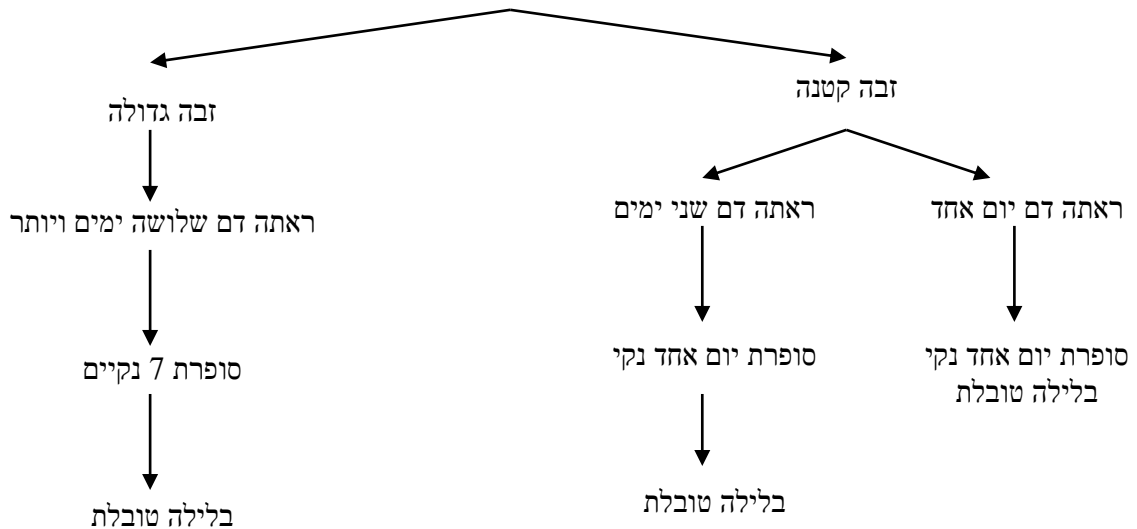 זבה קטנה
זבה גדולה
ראתה דם יום אחד
ראתה דם שני ימים
ראתה דם שלושה ימים ויותר
סופרת יום אחד נקי
בלילה טובלת
סופרת יום אחד נקי
סופרת 7 נקיים
בלילה טובלת
בלילה טובלת